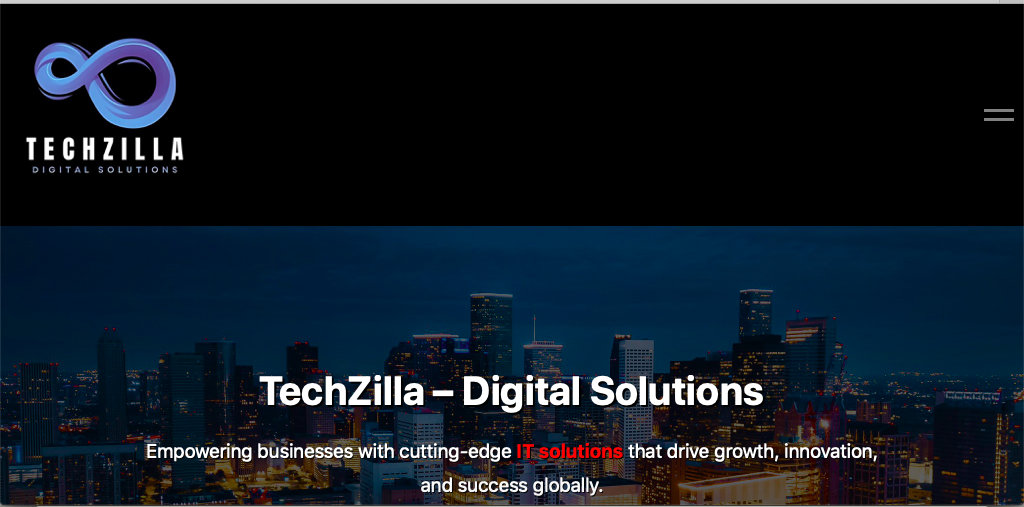 TECHZILLA
DIGITAL SOLUTIONS
TechZilla – Digital Solutions
Empowering businesses with cutting-edge IT solutions that drive growth, innovation,
and success globally.